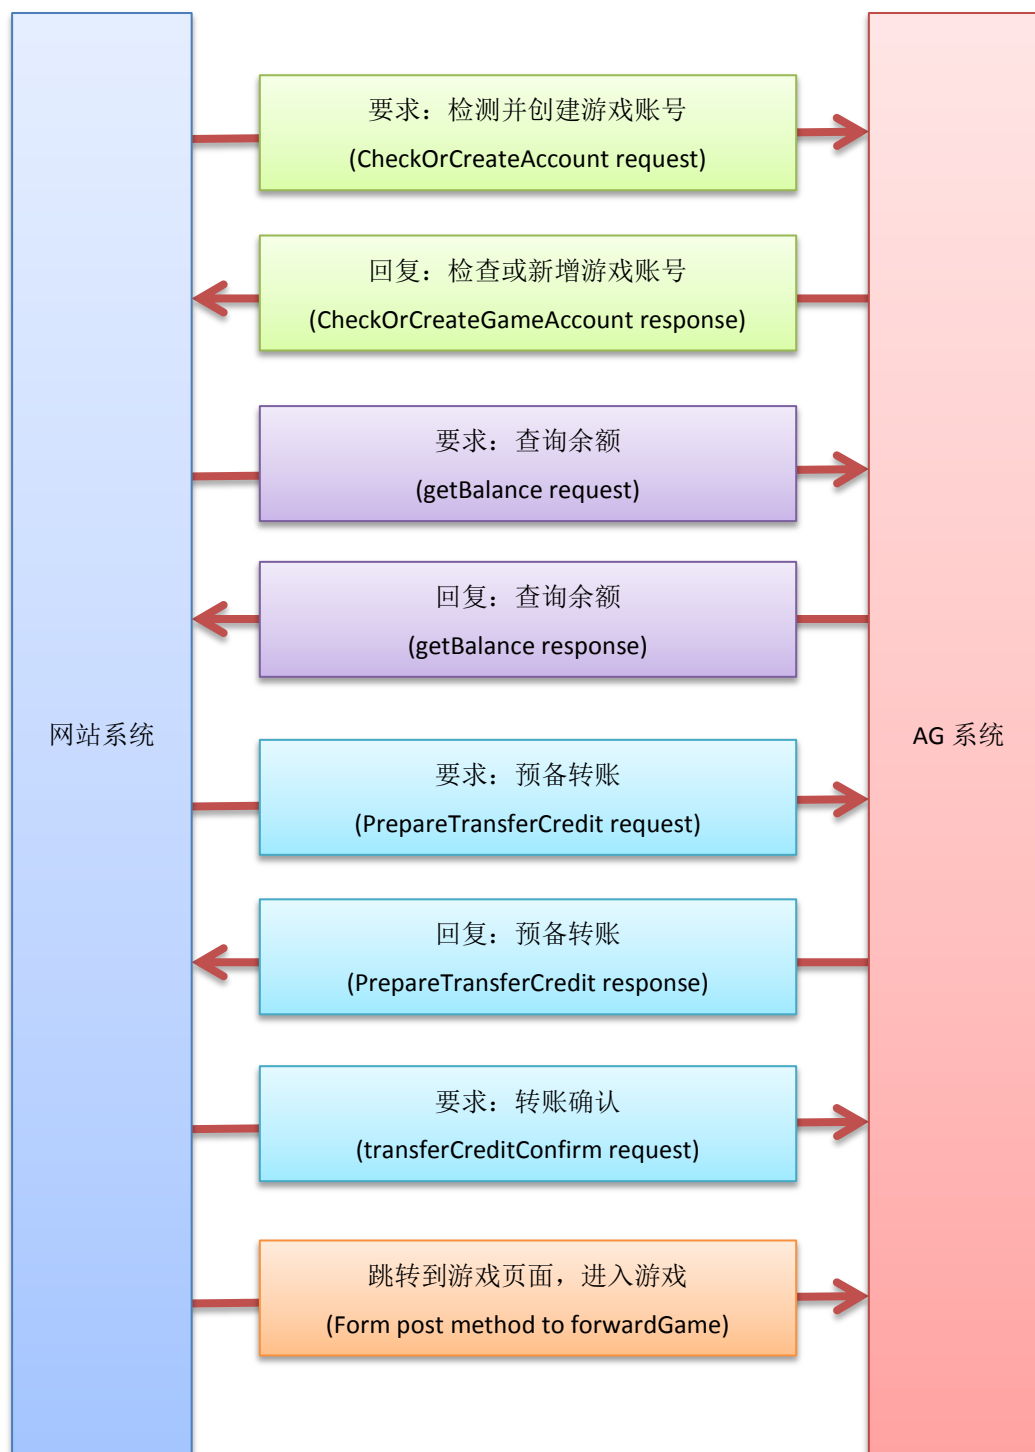 要求：检测并创建游戏账号
(CheckOrCreateAccount request)
回复：检查或新增游戏账号
(CheckOrCreateGameAccount response)
要求：查询余额
(getBalance request)
回复：查询余额
(getBalance response)
网站系统
AG 系统
要求：预备转账
(PrepareTransferCredit request)
回复：预备转账
(PrepareTransferCredit response)
要求：转账确认
(transferCreditConfirm request)
跳转到游戏页面，进入游戏
(Form post method to forwardGame)